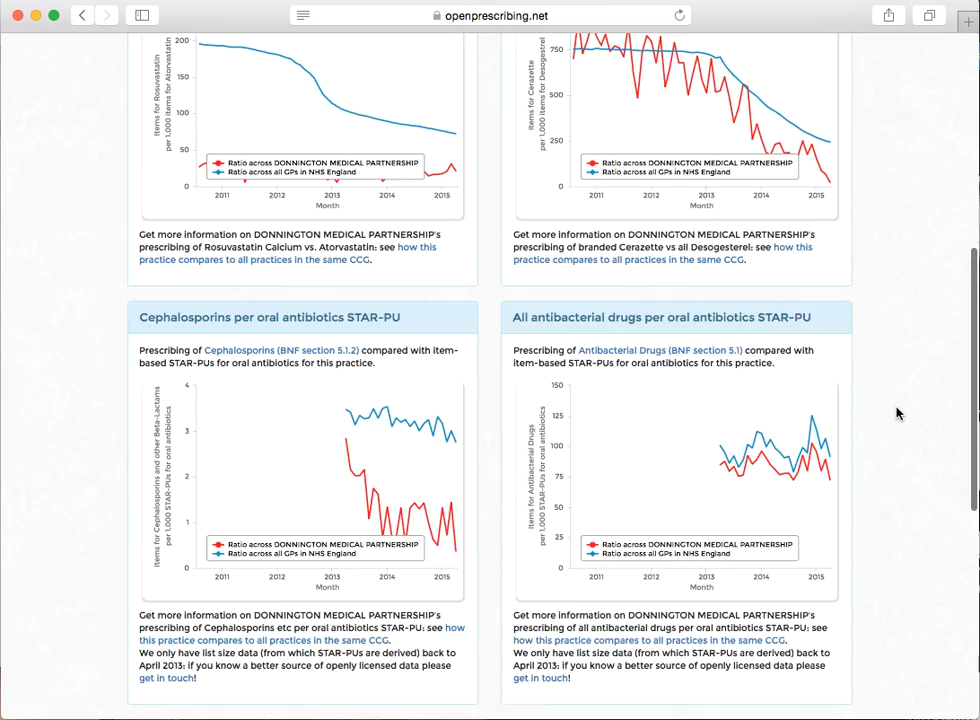 openprescribing.net
Items for Rosuvastatin
per 1,000 items for Atorvastatin
200
150
100
50
0
Ratio across DONNINGTON MEDICAL PARTNERSHIP
Ratio across all GPs in NHS England
2011 2012 2013 2014 2015
Month
Get more information on DONNINGTON MEDICAL PARTNERSHIP's
prescribing of Rosuvastatin Calcium vs. Atorvastatin: see how this
practice compares to all practices in the same CCG.
Items for Cerazette
per 1,000 items for Desogestrel
750
500
250
0
Ratio across DONNINGTON MEDICAL PARTNERSHIP
Ratio across all GPs in NHS England
2011 2012 2013 2014 2015
Month
Get more information on DONNINGTON MEDICAL PARTNERSHIP's
prescribing of branded Cerazette vs all Desogesterel: see how
this practice compares to all practices in the same CCG.
Cephalosporins per oral antibiotics STAR-PU
Prescribing of Cephalosporins (BNF section 5.1.2) compared with item-
based STAR-PUs for oral antibiotics for this practice.
Items for Cephalosporins and other Beta-Lactams
per 1,000 STAR-PUs for oral antibiotics
4
3
2
1
0
Ratio across DONNINGTON MEDICAL PARTNERSHIP
Ratio across all GPs in NHS England
2011 2012 2013 2014 2015
Month
Get more information on DONNINGTON MEDICAL PARTNERSHIP's
prescribing of Cephalosporins etc per oral antibiotics STAR-PU: see how
this practice compares to all practices in the same CCG.
We only have list size data (from which STAR-PUs are derived) back to
April 2013: if you know a better source of openly licensed data please
get in touch!
All antibacterial drugs per oral antibiotics STAR-PU
Prescribing of Antibacterial Drugs (BNF section 5.1) compared with
item-based STAR-PUs for oral antibiotics for this practice.
Items for Antibacterial Drugs
per 1,000 STAR-PUs for oral antibiotics
150
125
100
75
50
25
0
Ratio across DONNINGTON MEDICAL PARTNERSHIP
Ratio across all GPs in NHS England
2011 2012 2013 2014 2015
Month
Get more information on DONNINGTON MEDICAL PARTNERSHIP's
prescribing of all antibacterial drugs per oral antibiotics STAR-PU: see
how this practice compares to all practices in the same CCG.
We only have list size data (from which STAR-PUs are derived) back to
April 2013: if you know a better source of openly licensed data please
get in touch!